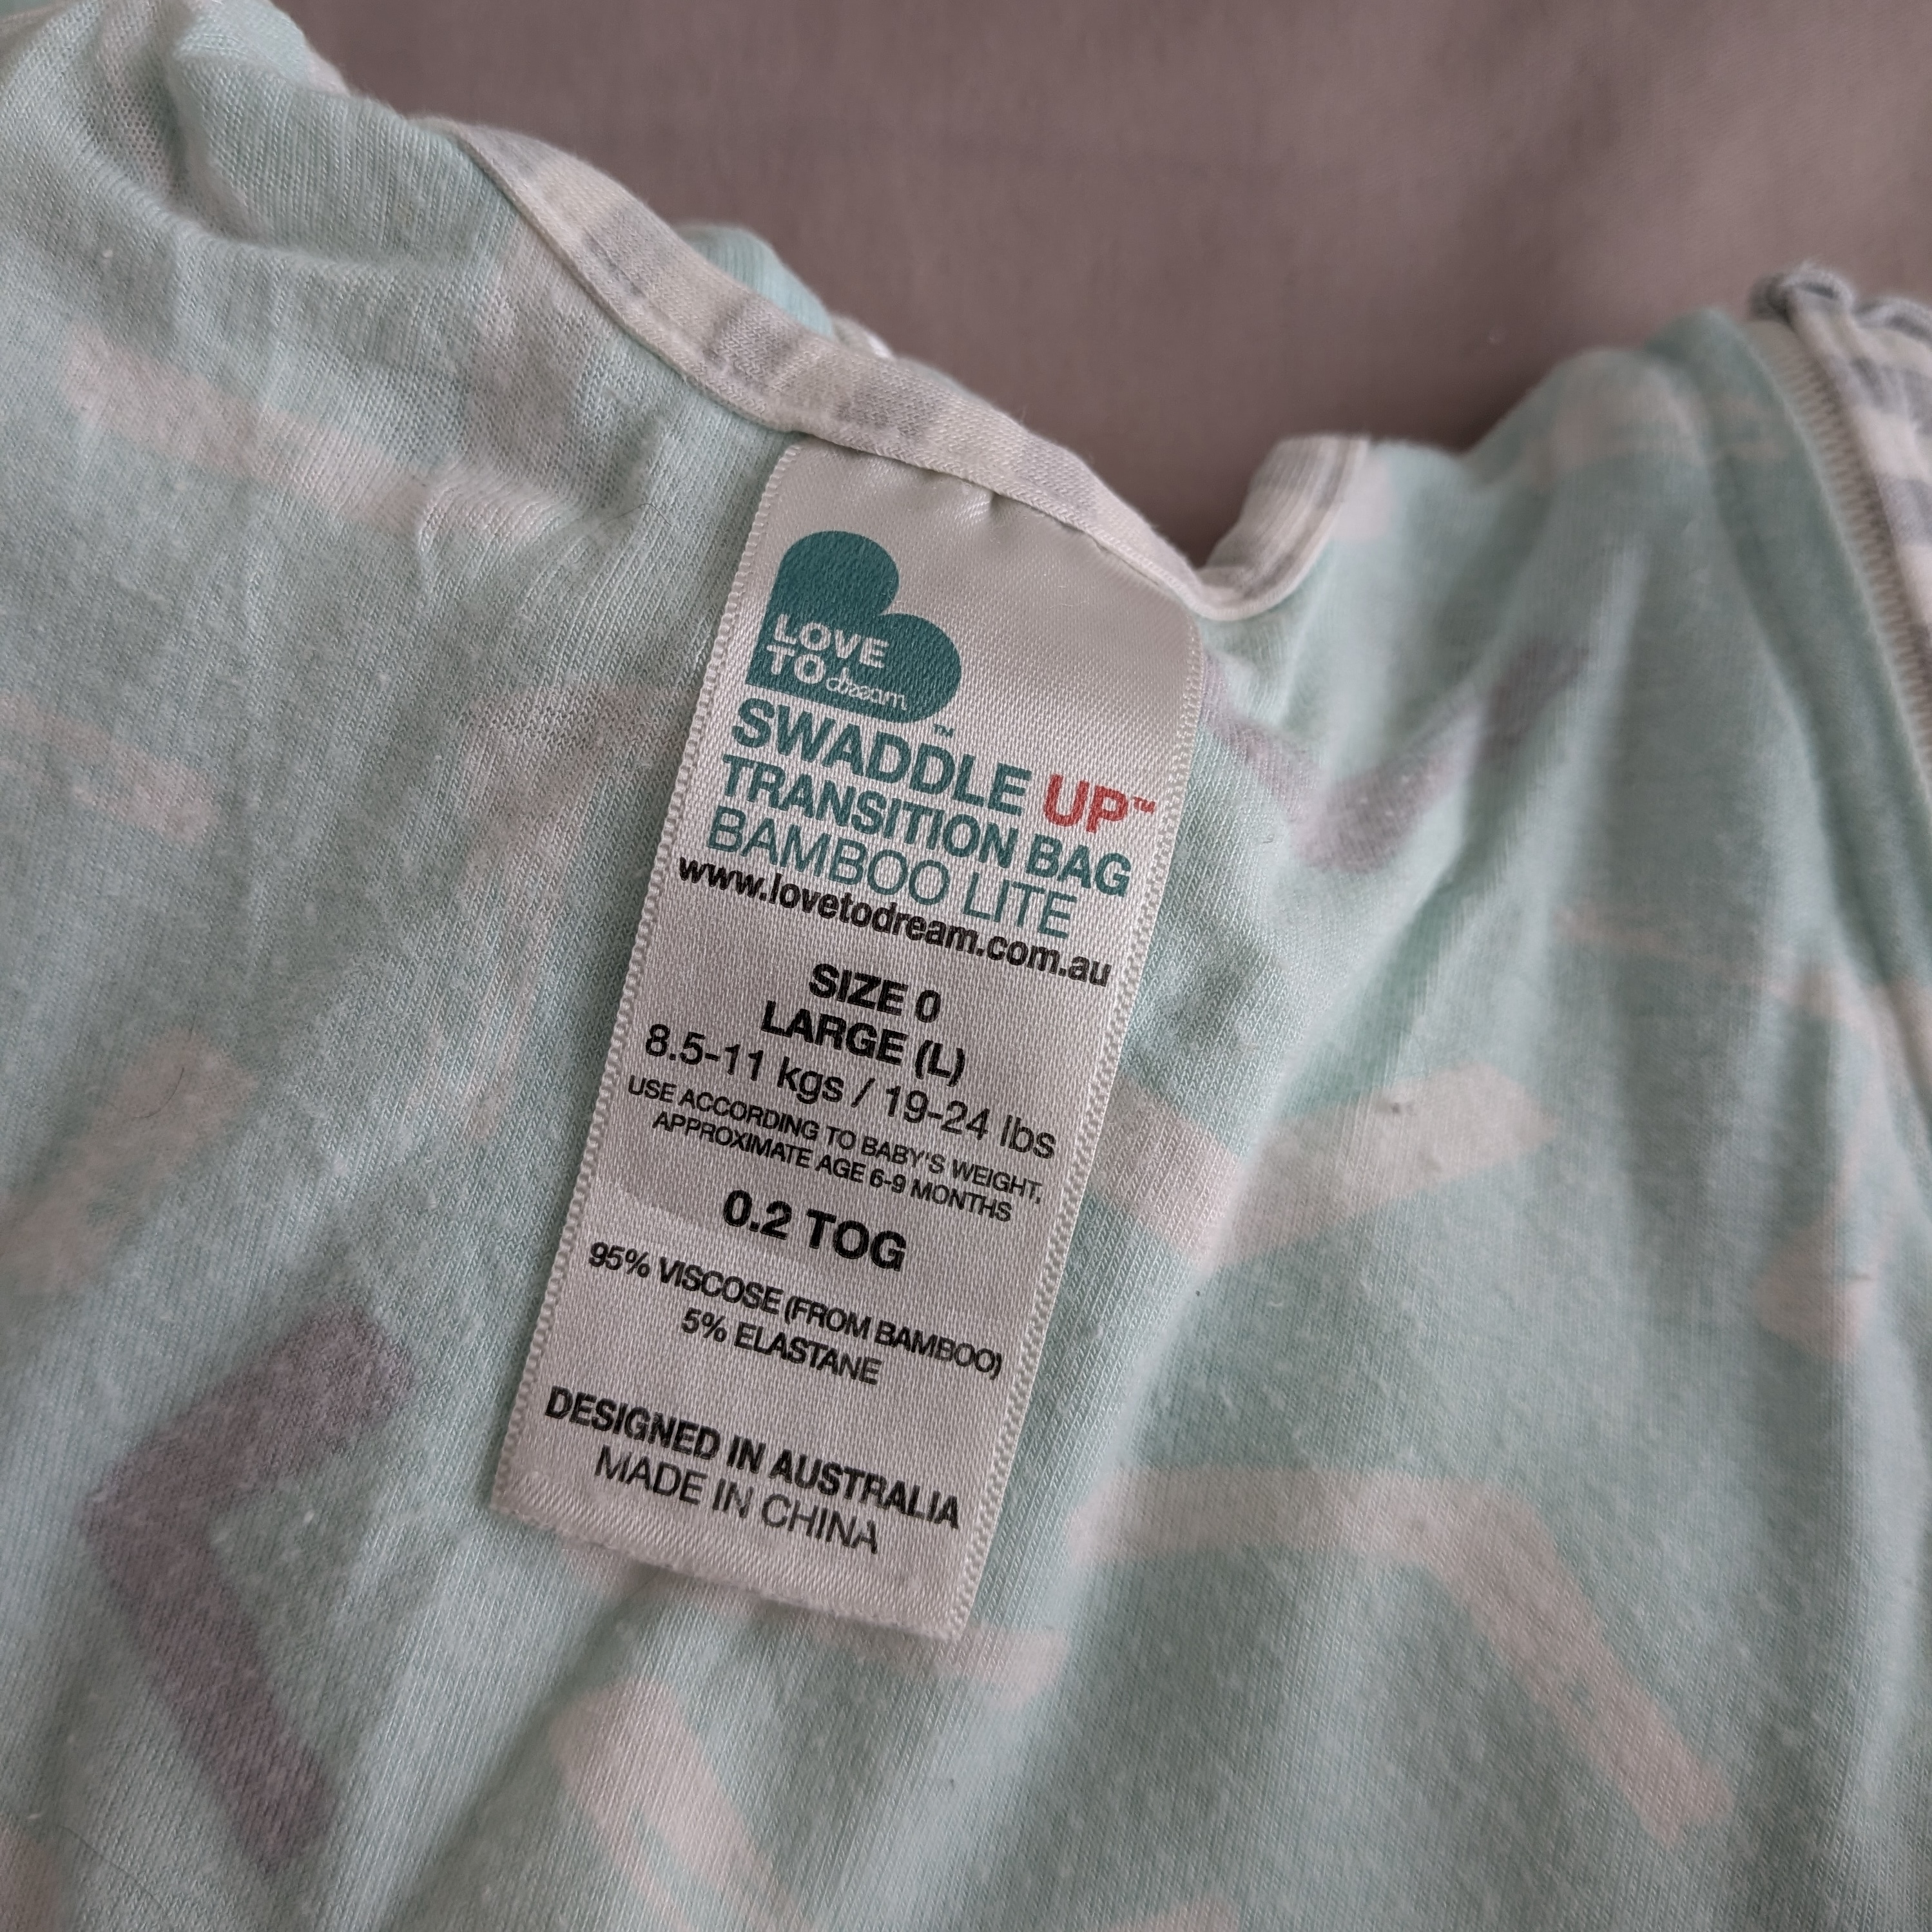 LOVE
TO dream
™
SWADDLE UP™
TRANSITION BAG
BAMBOO LITE
www.lovetodream.com.au
SIZE 0
LARGE (L)
8.5-11 kgs / 19-24 lbs
USE ACCORDING TO BABY'S WEIGHT.
APPROXIMATE AGE 6-9 MONTHS
0.2 TOG
95% VISCOSE (FROM BAMBOO)
5% ELASTANE
DESIGNED IN AUSTRALIA
MADE IN CHINA